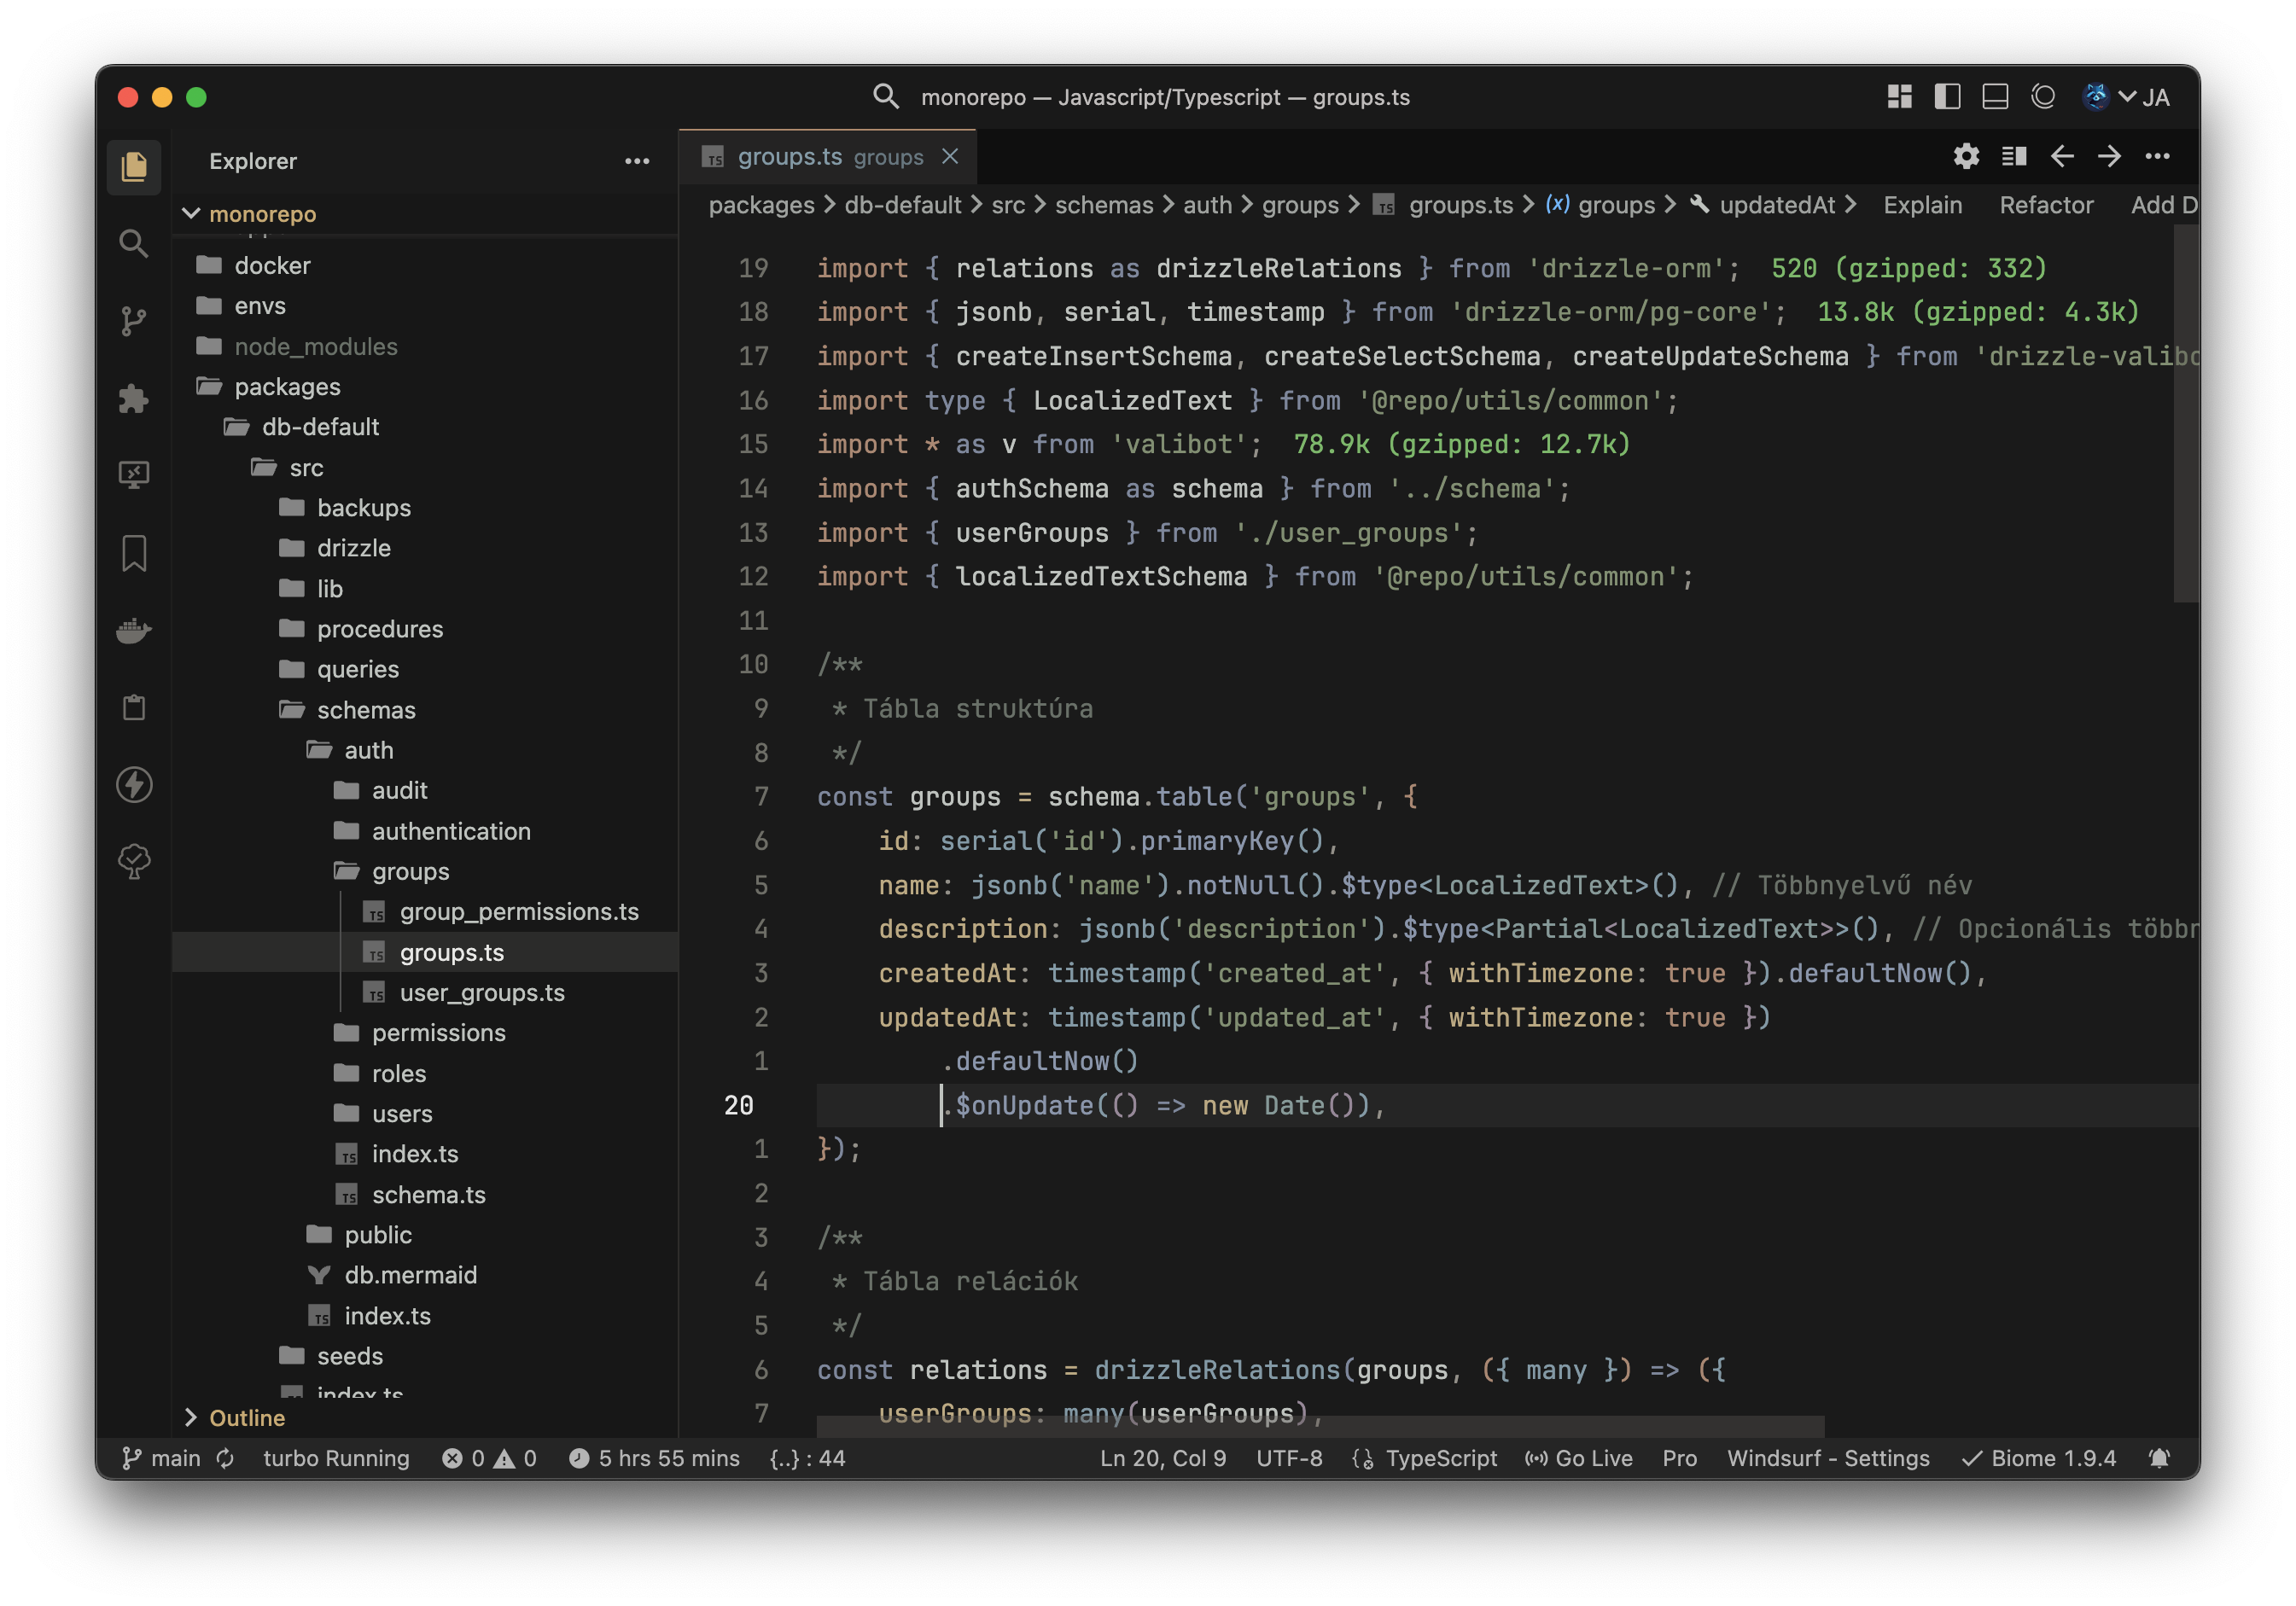 monorepo — Javascript/Typescript — groups.ts
JA
Explorer
monorepo
docker
envs
node_modules
packages
db-default
src
backups
drizzle
lib
procedures
queries
schemas
auth
audit
authentication
groups
group_permissions.ts
groups.ts
user_groups.ts
permissions
roles
users
index.ts
schema.ts
public
db.mermaid
index.ts
seeds
index.ts
Outline
groups.ts groups
packages > db-default > src > schemas > auth > groups > groups.ts > (x) groups > updatedAt > Explain Refactor Add D
19 import { relations as drizzleRelations } from 'drizzle-orm'; 520 (gzipped: 332)
18 import { jsonb, serial, timestamp } from 'drizzle-orm/pg-core'; 13.8k (gzipped: 4.3k)
17 import { createInsertSchema, createSelectSchema, createUpdateSchema } from 'drizzle-valibo
16 import type { LocalizedText } from '@repo/utils/common';
15 import * as v from 'valibot'; 78.9k (gzipped: 12.7k)
14 import { authSchema as schema } from '../schema';
13 import { userGroups } from './user_groups';
12 import { localizedTextSchema } from '@repo/utils/common';
11
10 /**
9 * Tábla struktúra
8 */
7 const groups = schema.table('groups', {
6 id: serial('id').primaryKey(),
5 name: jsonb('name').notNull().$type<LocalizedText>(), // Többnyelvű név
4 description: jsonb('description').$type<Partial<LocalizedText>>(), // Opcionális többn
3 createdAt: timestamp('created_at', { withTimezone: true }).defaultNow(),
2 updatedAt: timestamp('updated_at', { withTimezone: true })
1 .defaultNow()
20 .$onUpdate(() => new Date()),
1 });
2
3 /**
4 * Tábla relációk
5 */
6 const relations = drizzleRelations(groups, ({ many }) => ({
7 userGroups: many(userGroups),
main turbo Running 0 0 5 hrs 55 mins {..} : 44 Ln 20, Col 9 UTF-8 TypeScript Go Live Pro Windsurf - Settings Biome 1.9.4